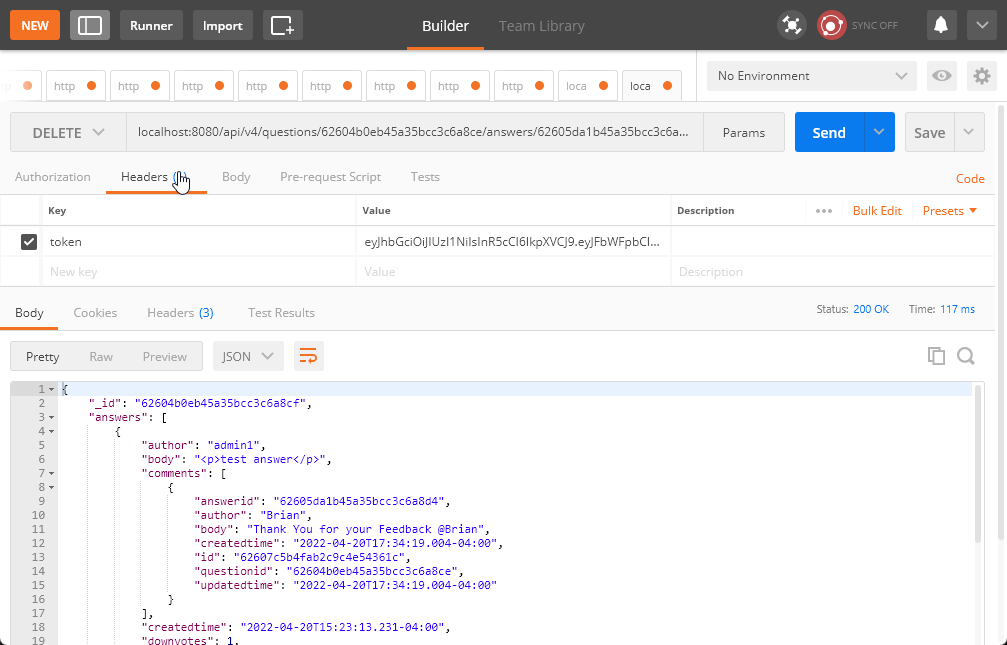 NEW Runner Import Builder Team Library SYNC OFF
http http http http http http http http loca loca No Environment
DELETE localhost:8080/api/v4/questions/62604b0eb45a35bcc3c6a8ce/answers/62605da1b45a35bcc3c6a... Params Send Save
Authorization Headers Body Pre-request Script Tests Code
Key Value Description ••• Bulk Edit Presets
token eyJhbGciOiJIUzI1NiIsInR5cCI6IkpXVCJ9.eyJFbWFpbCI...
New key Value Description
Body Cookies Headers (3) Test Results Status: 200 OK Time: 117 ms
Pretty Raw Preview JSON
1 {
2 "_id": "62604b0eb45a35bcc3c6a8cf",
3 "answers": [
4 {
5 "author": "admin1",
6 "body": "<p>test answer</p>",
7 "comments": [
8 {
9 "answerid": "62605da1b45a35bcc3c6a8d4",
10 "author": "Brian",
11 "body": "Thank You for your Feedback @Brian",
12 "createdtime": "2022-04-20T17:34:19.004-04:00",
13 "id": "62607c5b4fab2c9c4e54361c",
14 "questionid": "62604b0eb45a35bcc3c6a8ce",
15 "updatedtime": "2022-04-20T17:34:19.004-04:00"
16 }
17 ],
18 "createdtime": "2022-04-20T15:23:13.231-04:00",
19 "downvotes": 1,